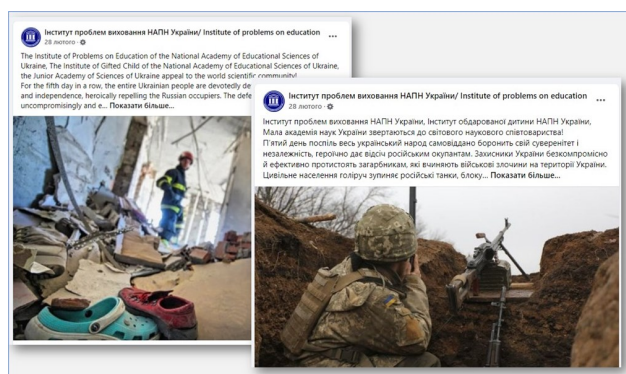 Інститут проблем виховання НАПН України/ Institute of problems on education
28 лютого ·
The Institute of Problems on Education of the National Academy of Educational Sciences of
Ukraine, The Institute of Gifted Child of the National Academy of Educational Sciences of Ukraine,
the Junior Academy of Sciences of Ukraine appeal to the world scientific community!
For the fifth day in a row, the entire Ukrainian people are devotedly de
and independence, heroically repelling the Russian occupiers. The defe
uncompromisingly and e... Показати більше...
Інститут проблем виховання НАПН України/ Institute of problems on education
28 лютого ·
Інститут проблем виховання НАПН України, Інститут обдарованої дитини НАПН України,
Мала академія наук України звертаються до світового наукового співтовариства!
П'ятий день поспіль весь український народ самовіддано боронить свій суверенітет і
незалежність, героїчно дає відсіч російським окупантам. Захисники України безкомпромісно
й ефективно протистоять загарбникам, які вчиняють військові злочини на території України.
Цивільне населення голіруч зупиняє російські танки, блоку... Показати більше...